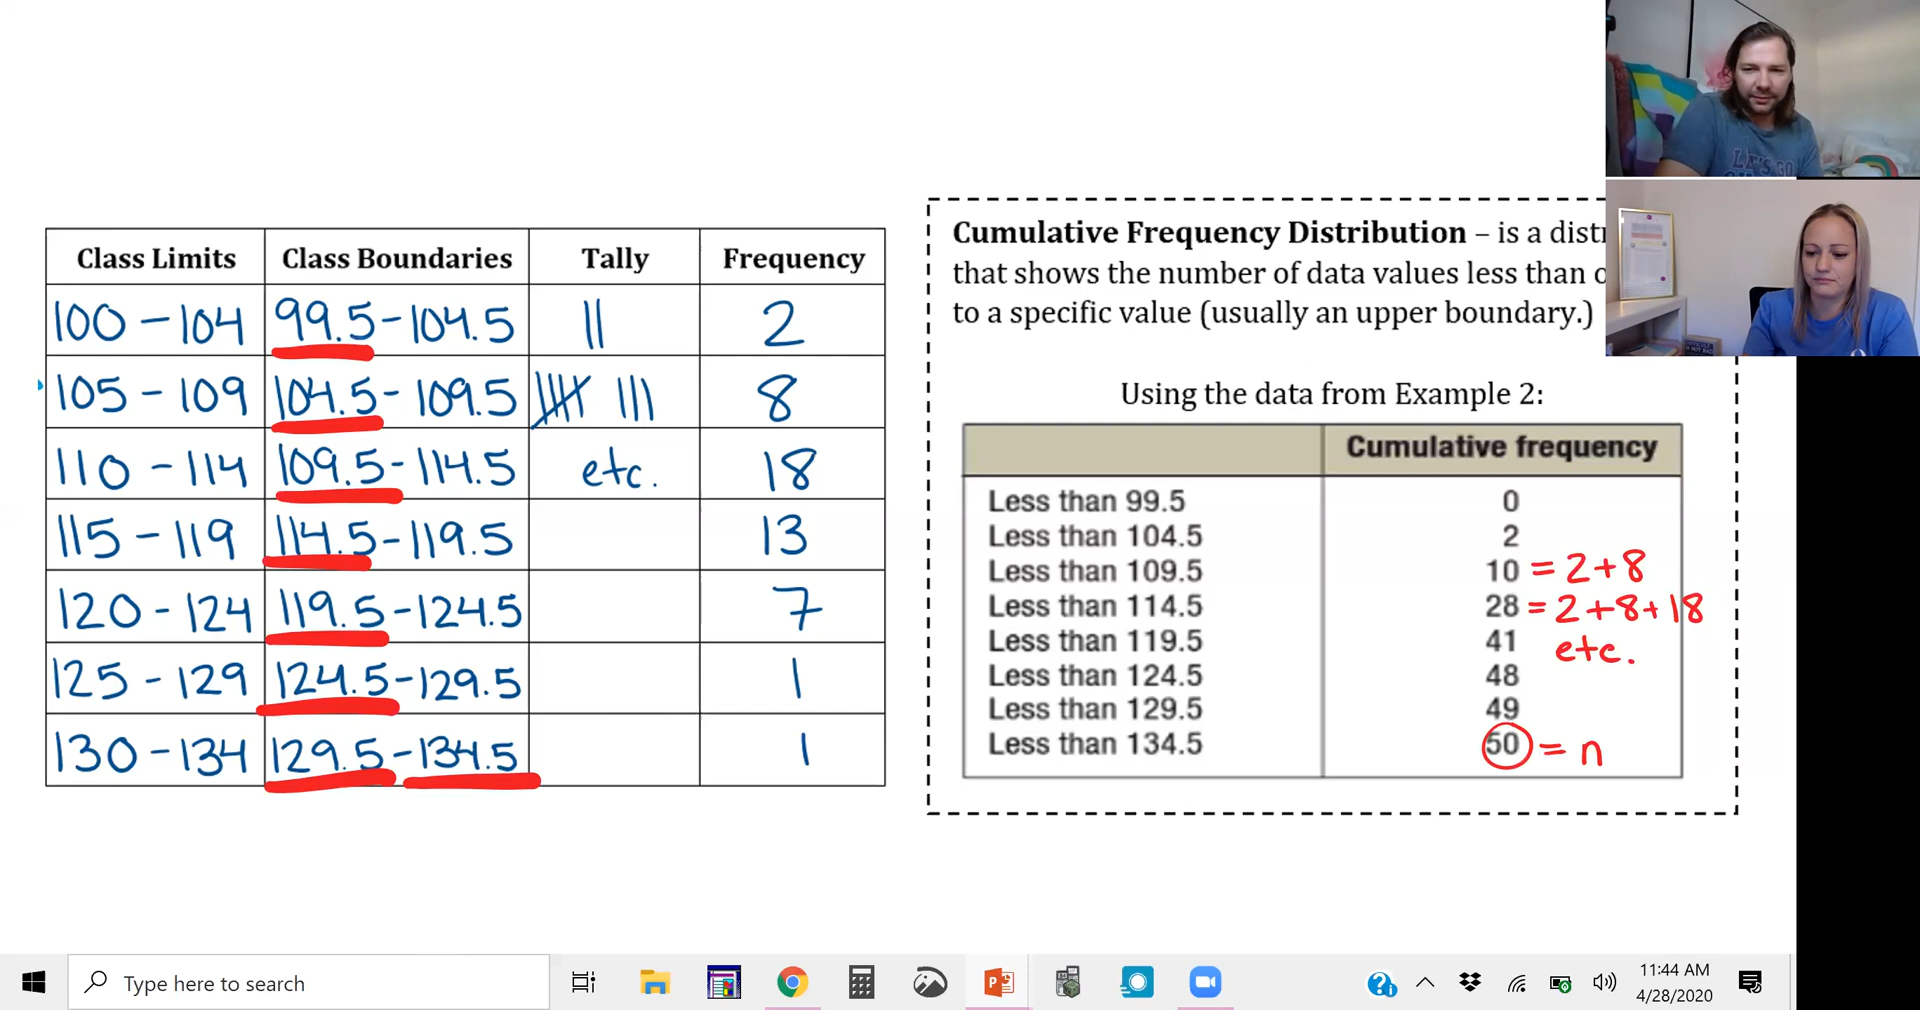 Class Limits Class Boundaries Tally Frequency
100 - 104 99.5 - 104.5 || 2
105 - 109 104.5 - 109.5 |||| ||| 8
110 - 114 109.5 - 114.5 etc. 18
115 - 119 114.5 - 119.5 13
120 - 124 119.5 - 124.5 7
125 - 129 124.5 - 129.5 1
130 - 134 129.5 - 134.5 1
Cumulative Frequency Distribution – is a dist
that shows the number of data values less than o
to a specific value (usually an upper boundary.)
Using the data from Example 2:
Cumulative frequency
Less than 99.5 0
Less than 104.5 2
Less than 109.5 10 = 2+8
Less than 114.5 28 = 2+8+18
Less than 119.5 41 etc.
Less than 124.5 48
Less than 129.5 49
Less than 134.5 50 = n
LET'S GO
Type here to search
11:44 AM
4/28/2020